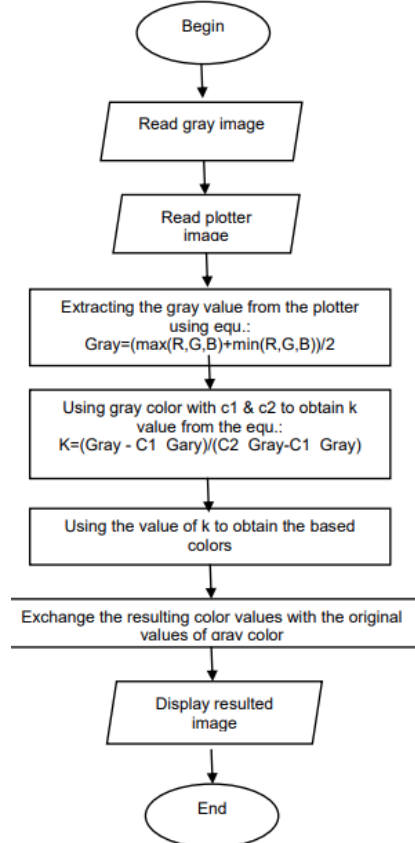 Begin
Read gray image
Read plotter
image
Extracting the gray value from the plotter
using equ.:
Gray=(max(R,G,B)+min(R,G,B))/2
Using gray color with c1 & c2 to obtain k
value from the equ.:
K=(Gray - C1  Gary)/(C2  Gray-C1  Gray)
Using the value of k to obtain the based
colors
Exchange the resulting color values with the original
values of gray color
Display resulted
image
End